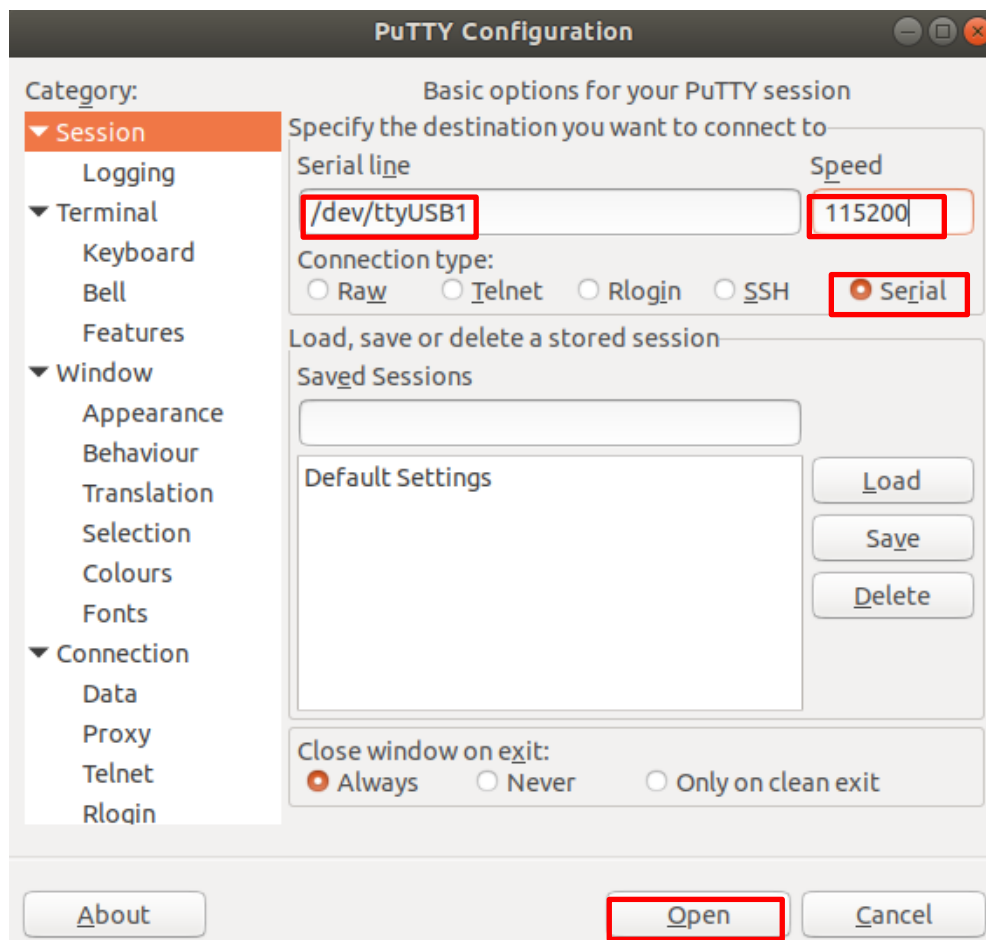 PuTTY Configuration
Category:
Session
Logging
Terminal
Keyboard
Bell
Features
Window
Appearance
Behaviour
Translation
Selection
Colours
Fonts
Connection
Data
Proxy
Telnet
Rlogin
Basic options for your PuTTY session
Specify the destination you want to connect to
Serial line Speed
/dev/ttyUSB1 115200
Connection type:
Raw Telnet Rlogin SSH Serial
Load, save or delete a stored session
Saved Sessions
Default Settings
Load
Save
Delete
Close window on exit:
Always Never Only on clean exit
About Open Cancel